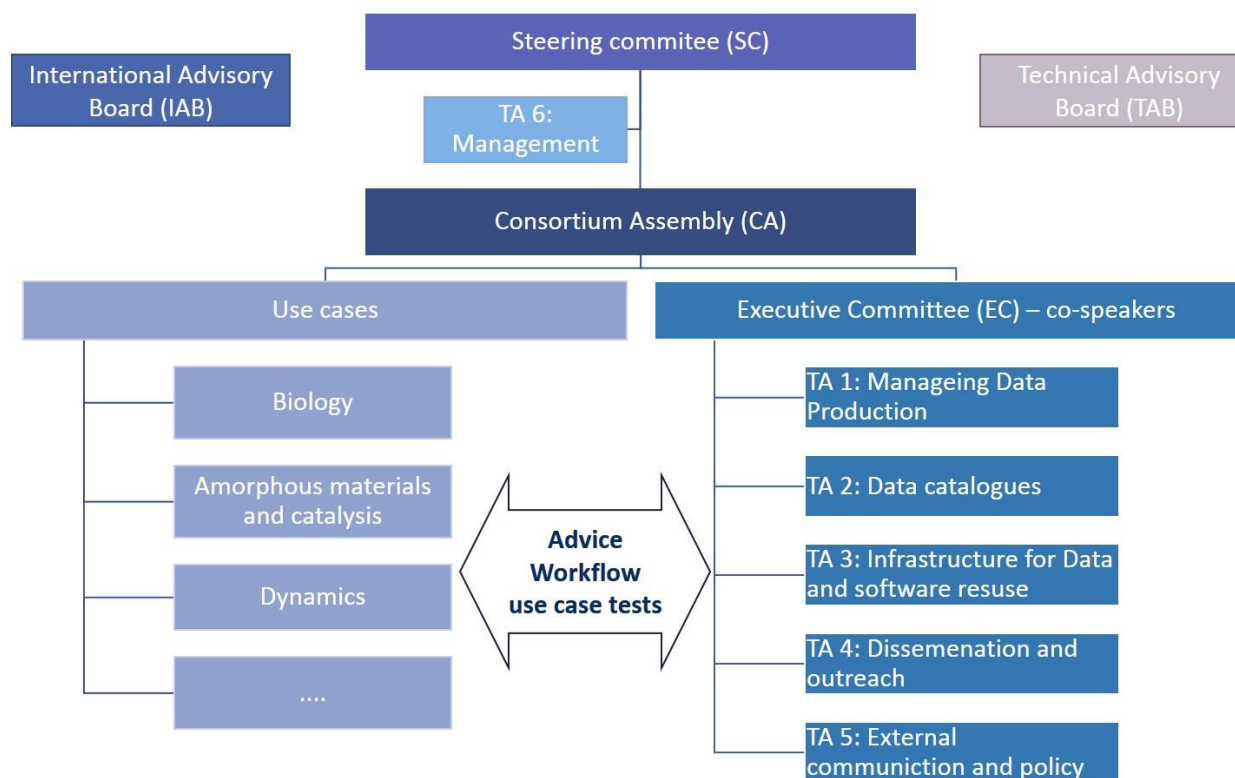 Steering commitee (SC)
International Advisory
Board (IAB)
Technical Advisory
Board (TAB)
TA 6:
Management
Consortium Assembly (CA)
Use cases
Executive Committee (EC) – co-speakers
Biology
Amorphous materials
and catalysis
Dynamics
....
Advice
Workflow
use case tests
TA 1: Manageing Data
Production
TA 2: Data catalogues
TA 3: Infrastructure for Data
and software resuse
TA 4: Dissemenation and
outreach
TA 5: External
communiction and policy